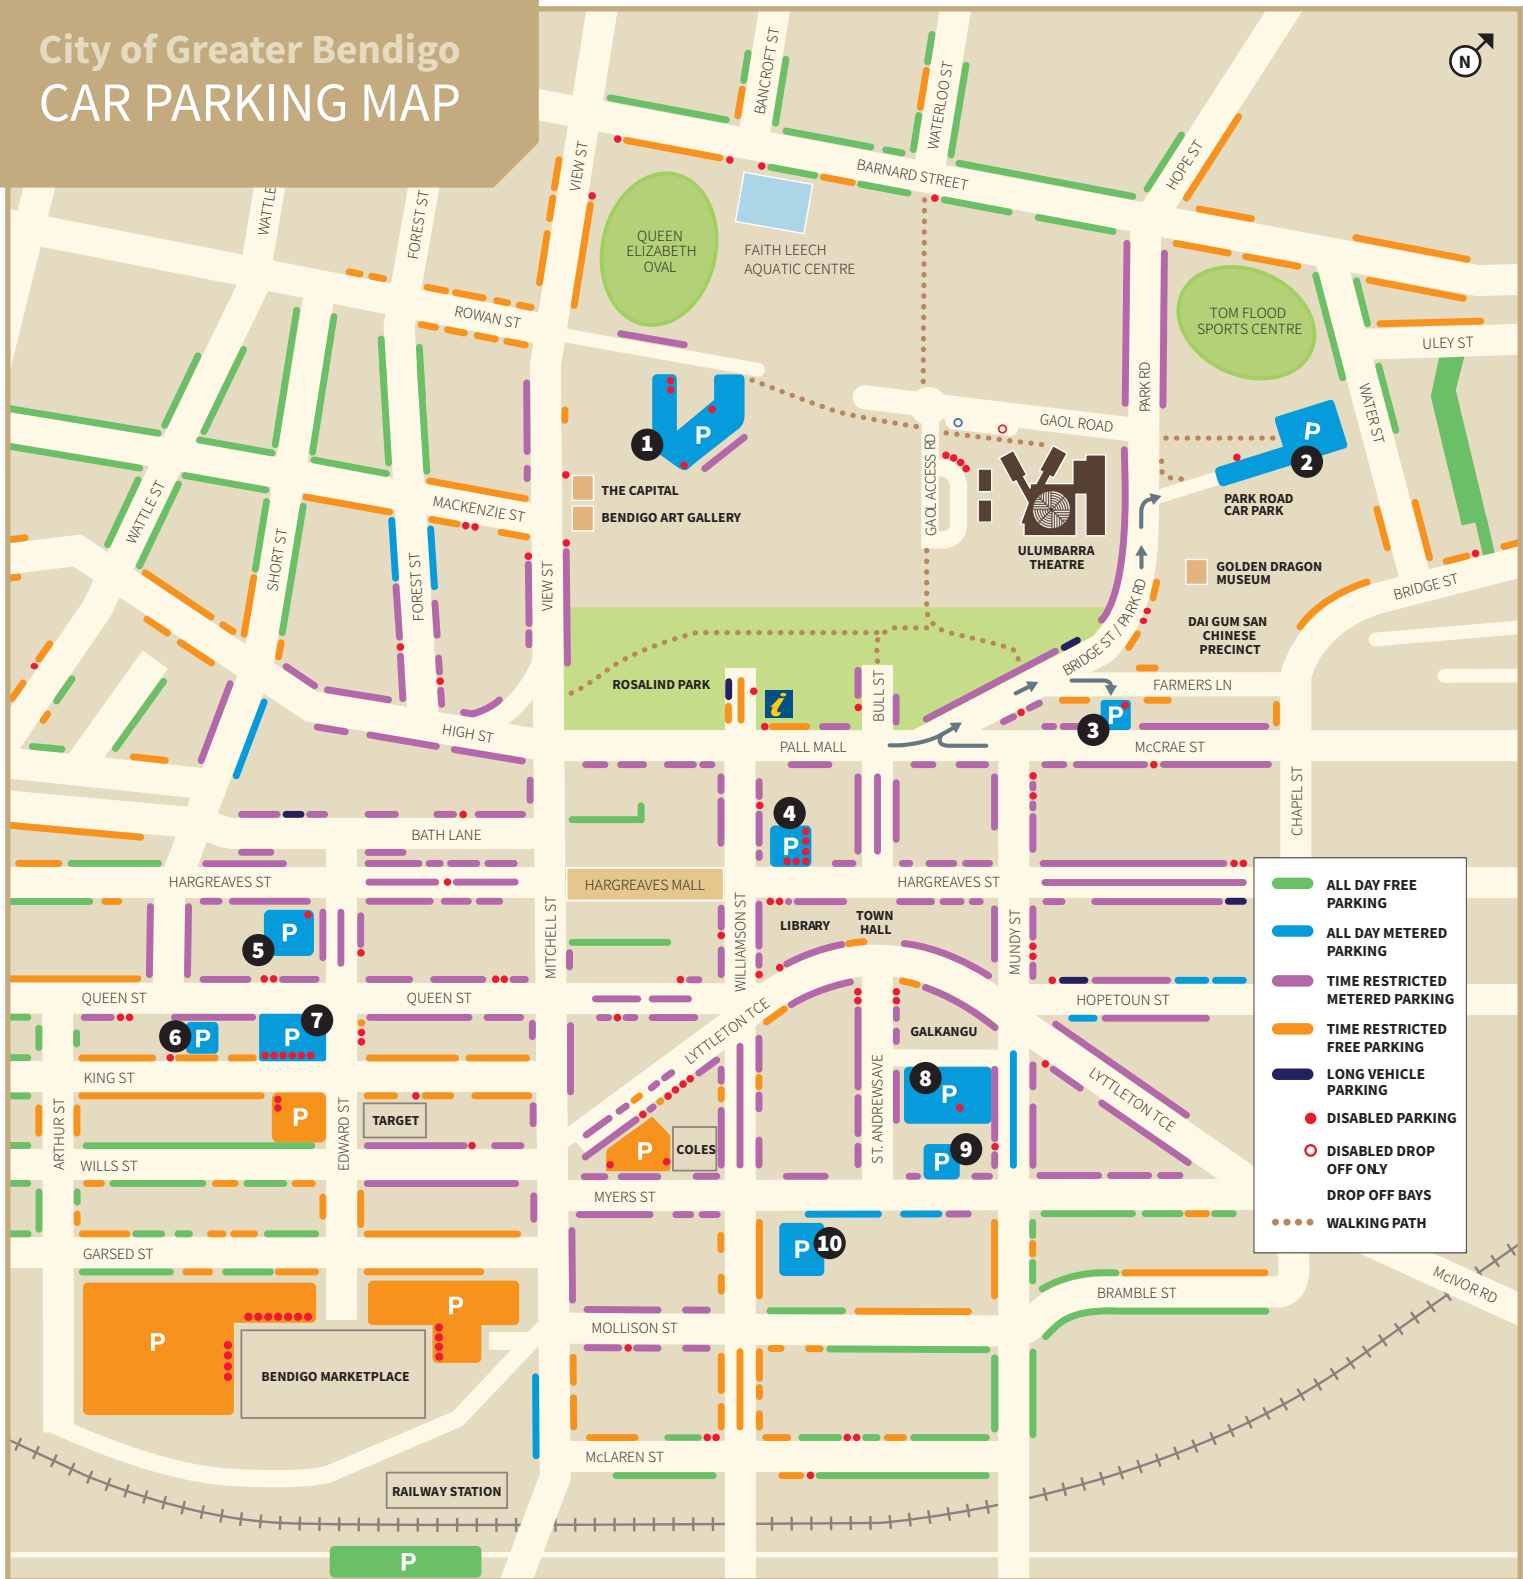 City of Greater Bendigo
CAR PARKING MAP
N
BANCROFT ST
WATERLOO ST
VIEW ST
BARNARD STREET
HOPE ST
WATTLE
FOREST ST
QUEEN
ELIZABETH
OVAL
FAITH LEECH
AQUATIC CENTRE
ROWAN ST
TOM FLOOD
SPORTS CENTRE
ULEY ST
PARK RD
WATER ST
GAOL ROAD
P
1
P
2
GAOL ACCESS RD
THE CAPITAL
BENDIGO ART GALLERY
MACKENZIE ST
WATTLE ST
SHORT ST
FOREST ST
VIEW ST
PARK ROAD
CAR PARK
ULUMBARRA
THEATRE
GOLDEN DRAGON
MUSEUM
BRIDGE ST
DAI GUM SAN
CHINESE
PRECINCT
BRIDGE ST / PARK RD
ROSALIND PARK
i
BULL ST
FARMERS LN
P
3
HIGH ST
PALL MALL
McCRAE ST
CHAPEL ST
4
P
BATH LANE
HARGREAVES ST
HARGREAVES MALL
HARGREAVES ST
MITCHELL ST
WILLIAMSON ST
LIBRARY
TOWN
HALL
MUNDY ST
P
5
QUEEN ST
QUEEN ST
HOPETOUN ST
6
P
P
7
LYTTLETON TCE
GALKANGU
KING ST
ST. ANDREWSAVE
8
P
LYTTLETON TCE
ARTHUR ST
EDWARD ST
P
TARGET
P
COLES
P
9
WILLS ST
MYERS ST
P
10
GARSED ST
BRAMBLE ST
McIVOR RD
P
P
MOLLISON ST
BENDIGO MARKETPLACE
McLAREN ST
RAILWAY STATION
P
ALL DAY FREE
PARKING
ALL DAY METERED
PARKING
TIME RESTRICTED
METERED PARKING
TIME RESTRICTED
FREE PARKING
LONG VEHICLE
PARKING
DISABLED PARKING
DISABLED DROP
OFF ONLY
DROP OFF BAYS
WALKING PATH